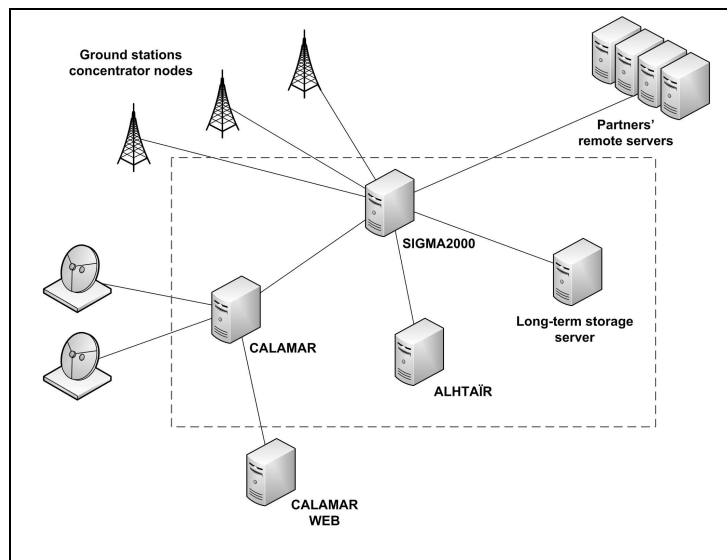 Ground stations
concentrator nodes
Partners’
remote servers
SIGMA2000
Long-term storage
server
CALAMAR
ALHTAÏR
CALAMAR
WEB